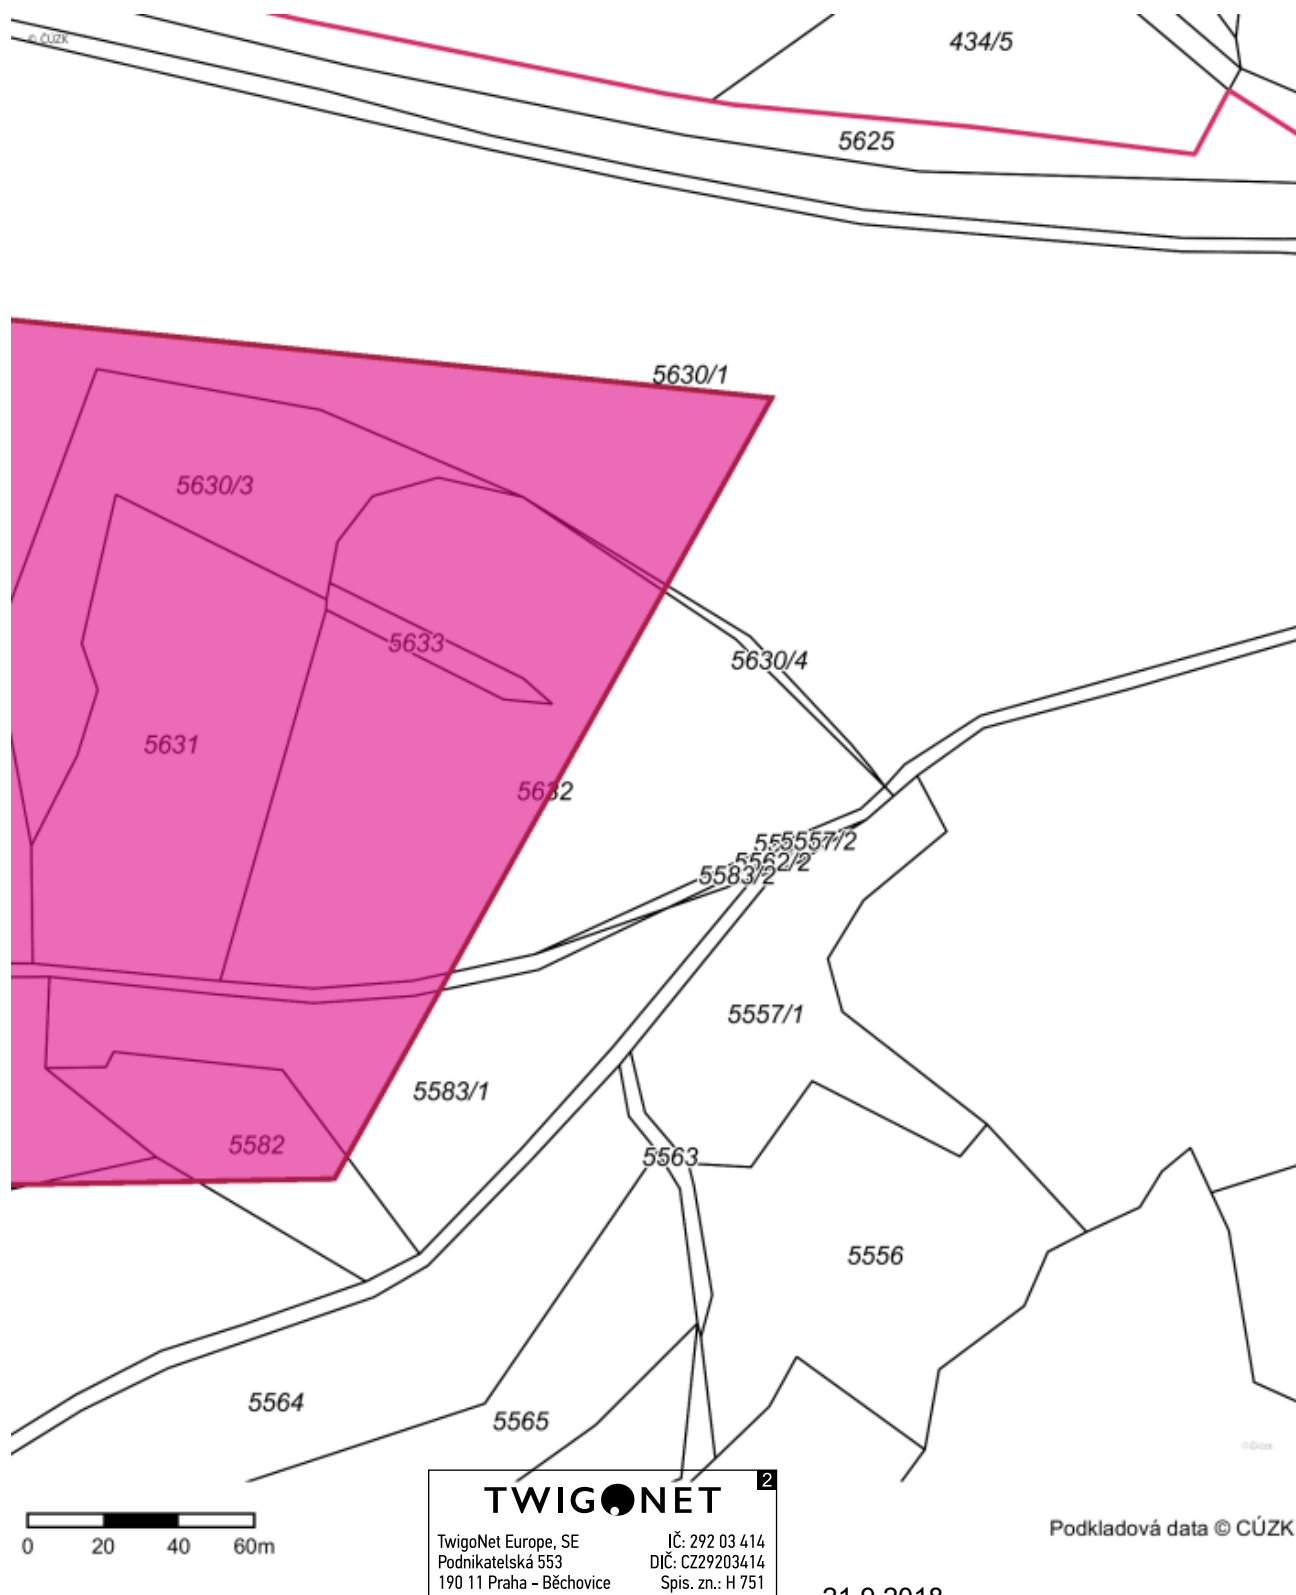 © ČÚZK
434/5
5625
5630/1
5630/3
5633
5630/4
5631
5632
5557/2
5562/2
5583/2
5557/1
5583/1
5582
5563
5556
5564
5565
2
TWIGONET
TwigoNet Europe, SE IČ: 292 03 414
Podnikatelská 553 DIČ: CZ29203414
190 11 Praha - Běchovice Spis. zn.: H 751
0 20 40 60m
Podkladová data © CÚZK